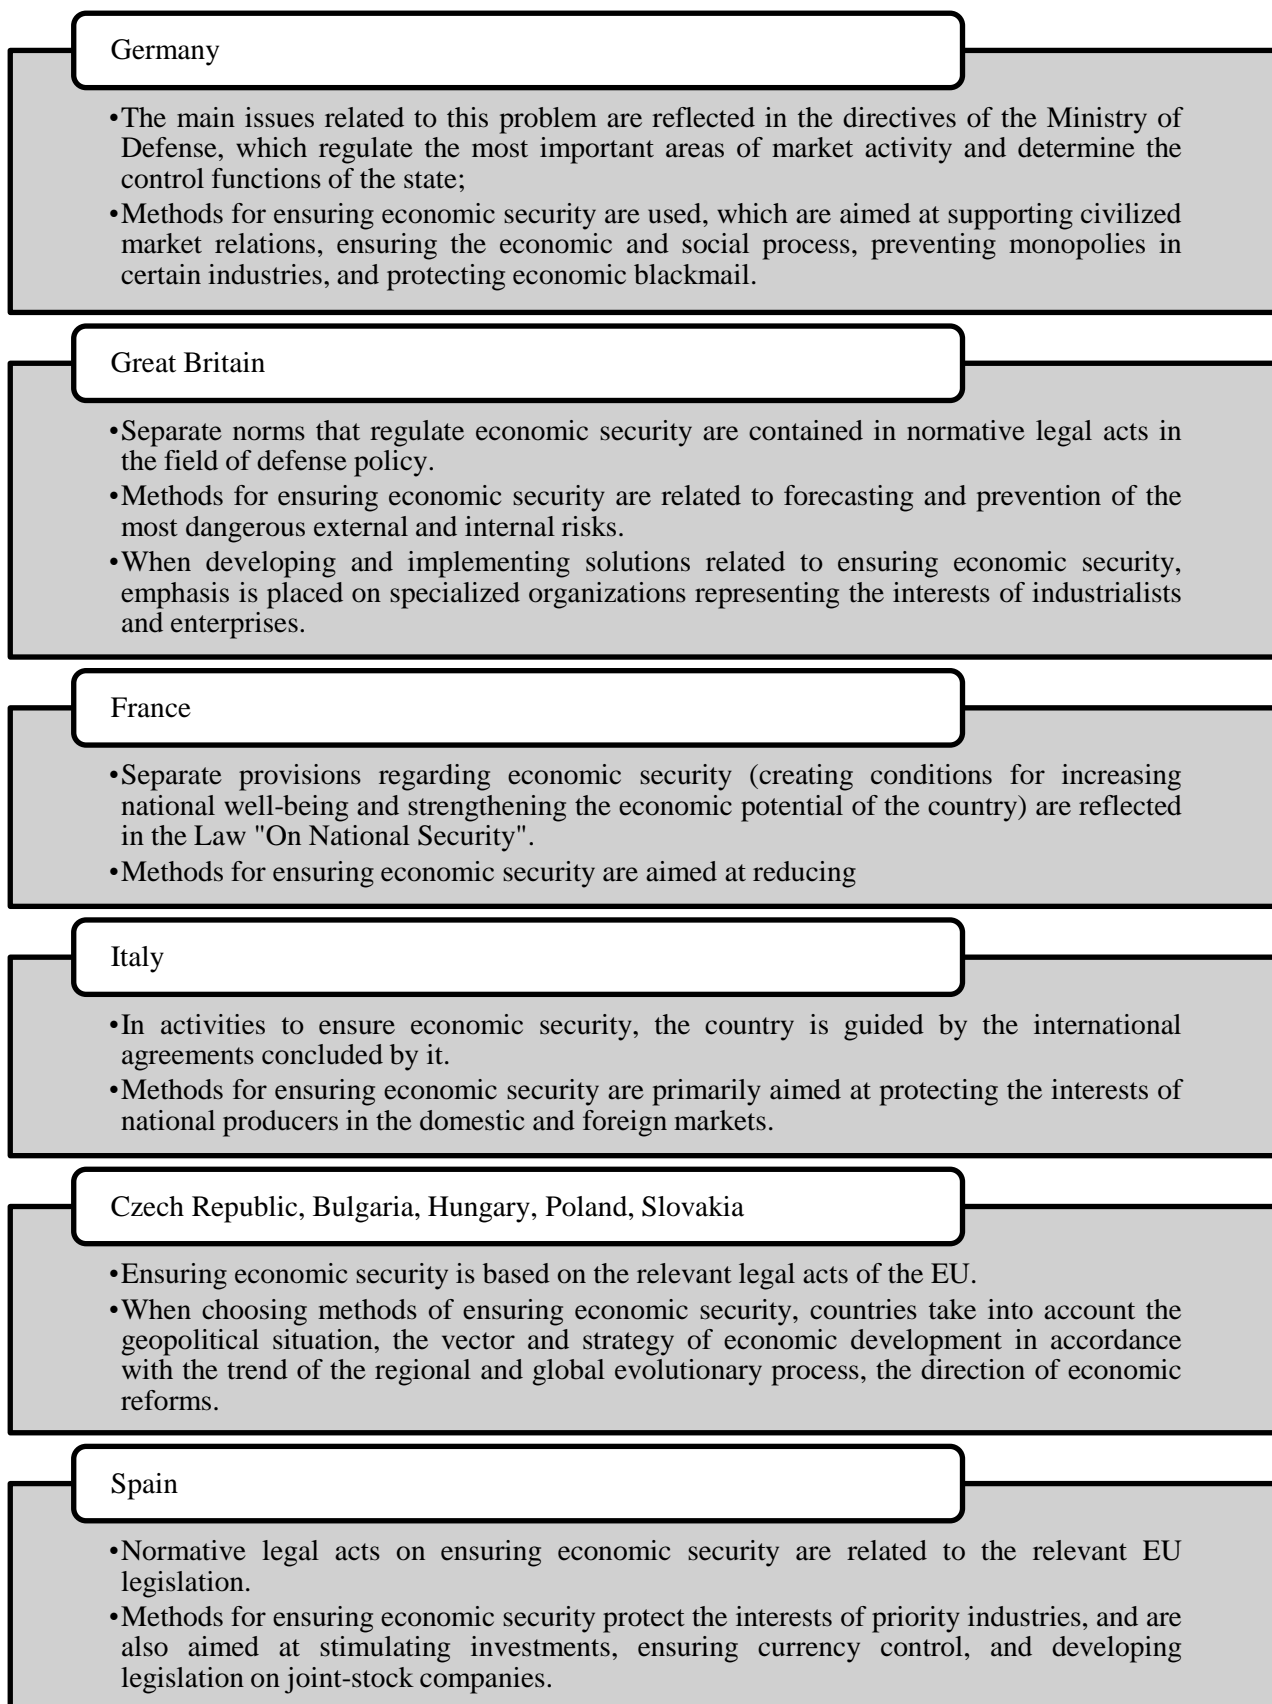 Germany
•The main issues related to this problem are reflected in the directives of the Ministry of
Defense, which regulate the most important areas of market activity and determine the
control functions of the state;
•Methods for ensuring economic security are used, which are aimed at supporting civilized
market relations, ensuring the economic and social process, preventing monopolies in
certain industries, and protecting economic blackmail.
Great Britain
•Separate norms that regulate economic security are contained in normative legal acts in
the field of defense policy.
•Methods for ensuring economic security are related to forecasting and prevention of the
most dangerous external and internal risks.
•When developing and implementing solutions related to ensuring economic security,
emphasis is placed on specialized organizations representing the interests of industrialists
and enterprises.
France
•Separate provisions regarding economic security (creating conditions for increasing
national well-being and strengthening the economic potential of the country) are reflected
in the Law "On National Security".
•Methods for ensuring economic security are aimed at reducing
Italy
•In activities to ensure economic security, the country is guided by the international
agreements concluded by it.
•Methods for ensuring economic security are primarily aimed at protecting the interests of
national producers in the domestic and foreign markets.
Czech Republic, Bulgaria, Hungary, Poland, Slovakia
•Ensuring economic security is based on the relevant legal acts of the EU.
•When choosing methods of ensuring economic security, countries take into account the
geopolitical situation, the vector and strategy of economic development in accordance
with the trend of the regional and global evolutionary process, the direction of economic
reforms.
Spain
•Normative legal acts on ensuring economic security are related to the relevant EU
legislation.
•Methods for ensuring economic security protect the interests of priority industries, and are
also aimed at stimulating investments, ensuring currency control, and developing
legislation on joint-stock companies.